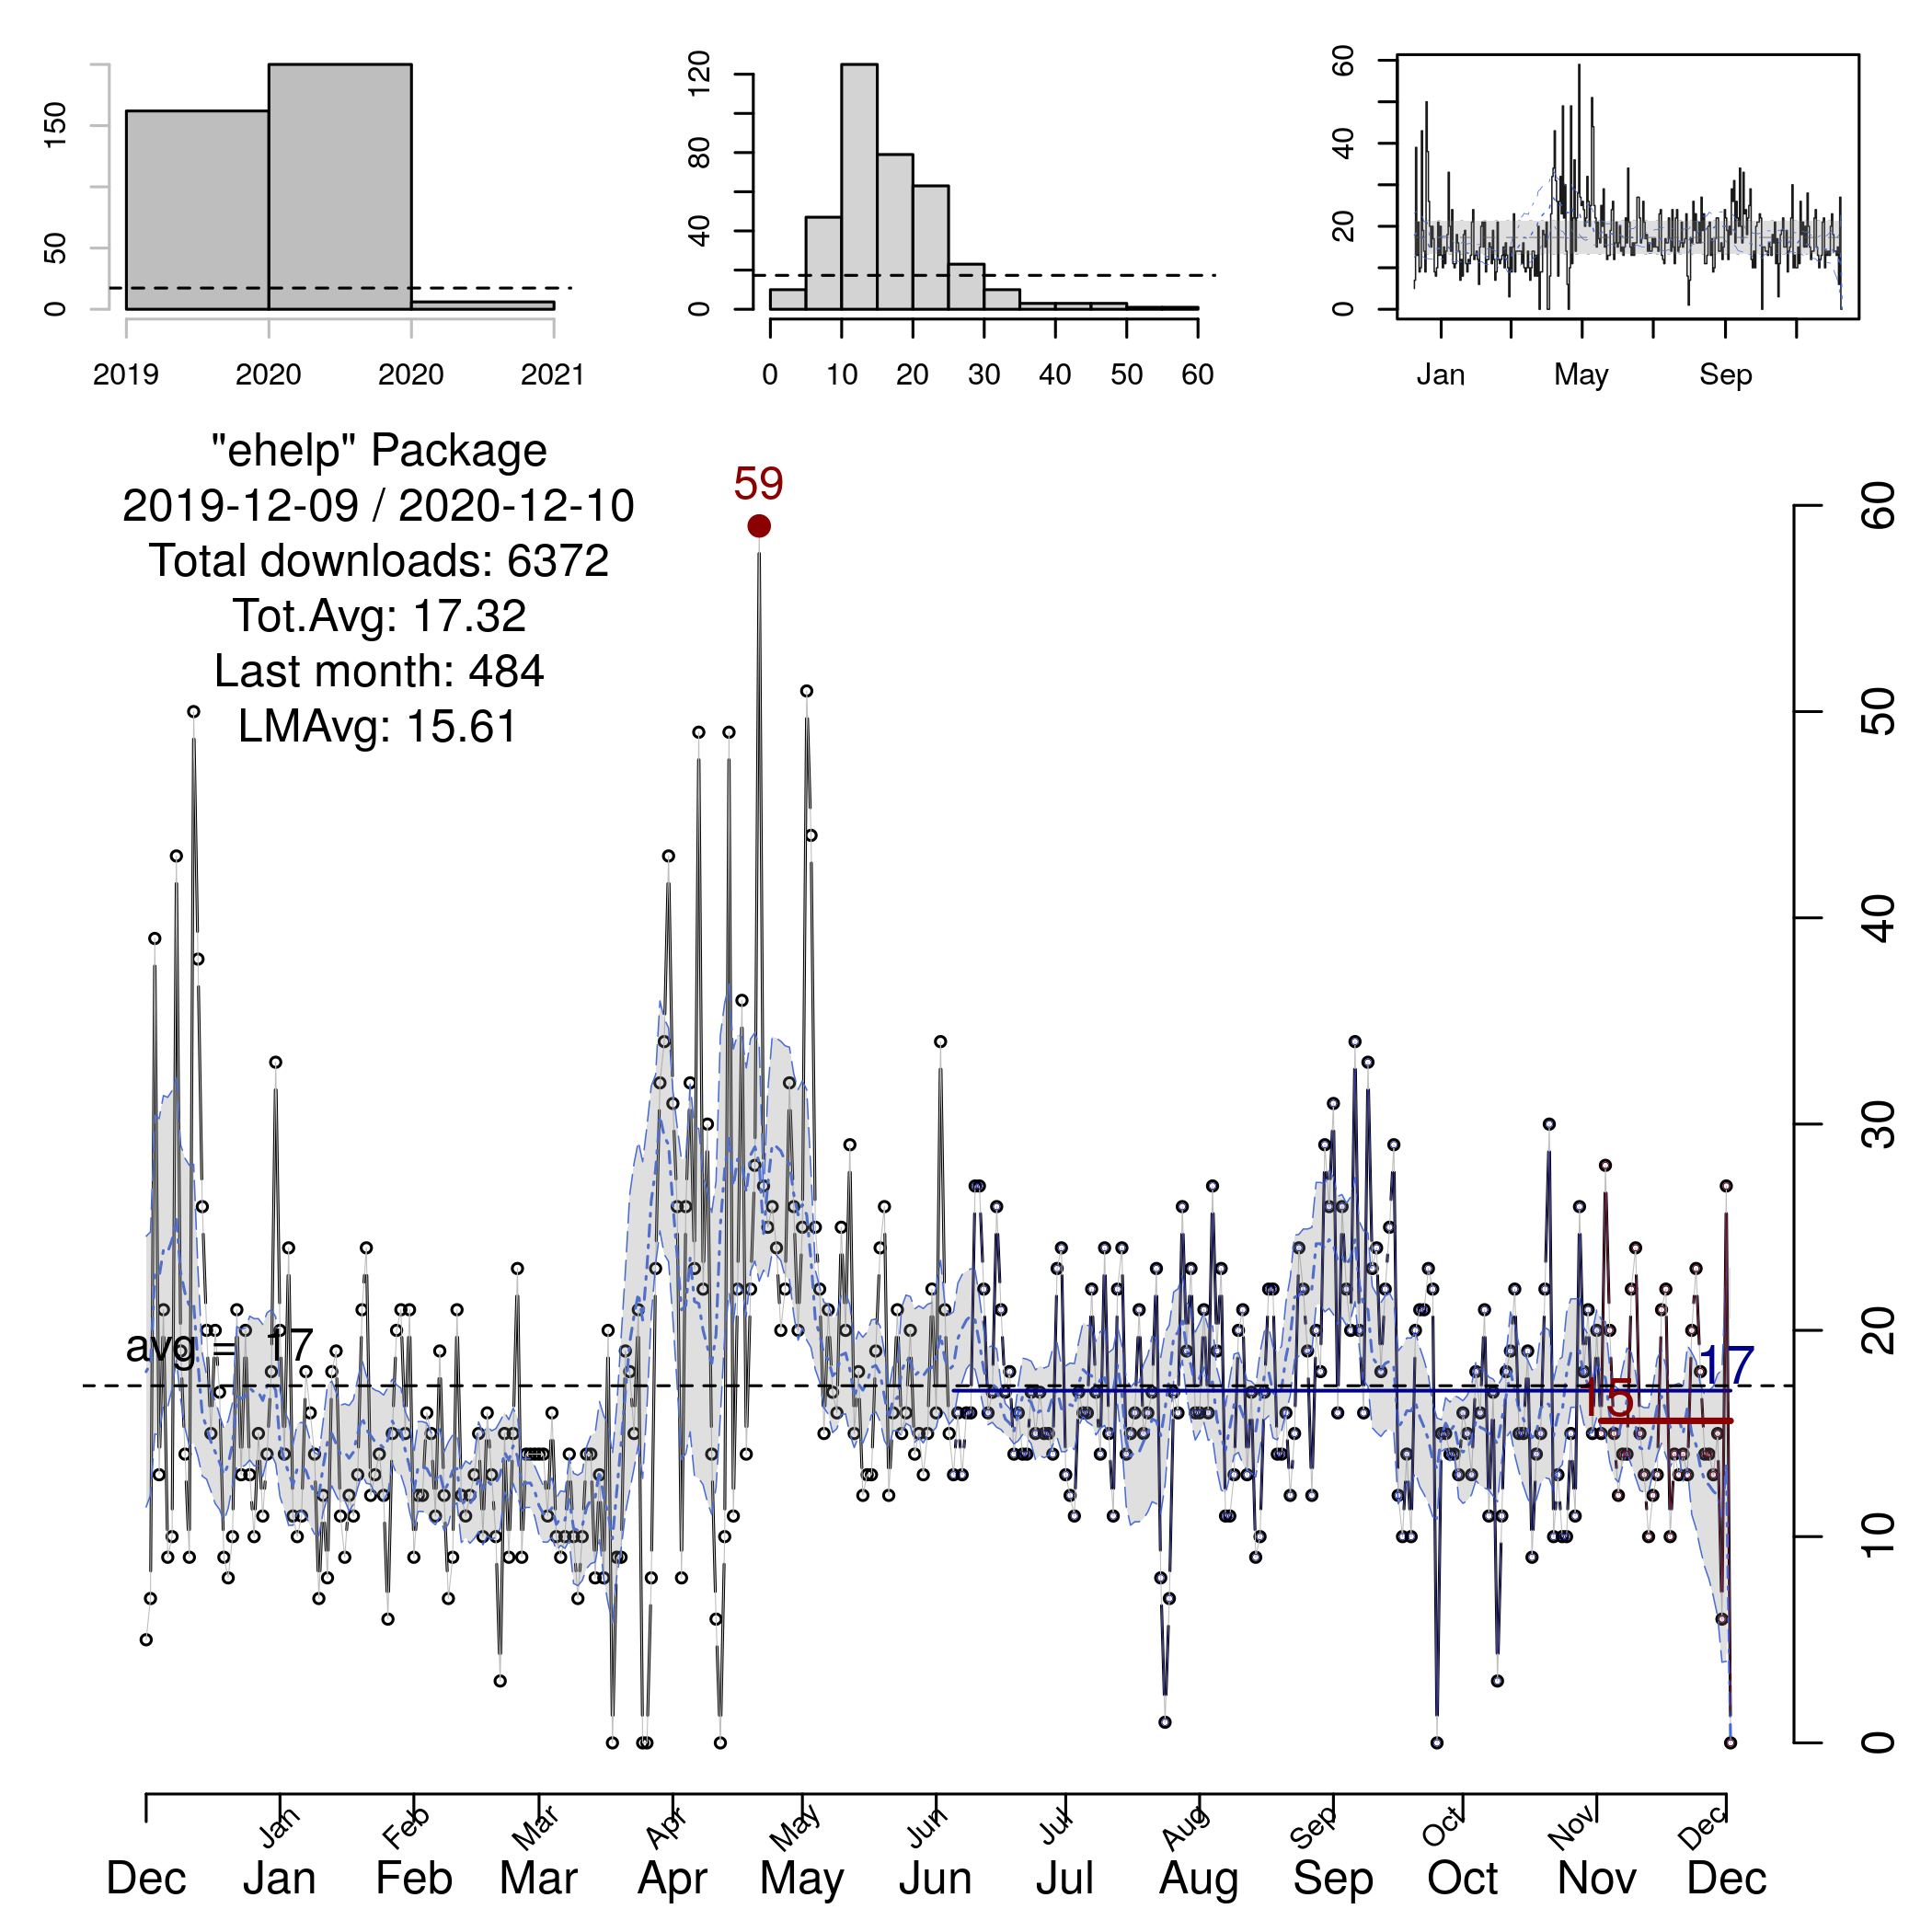 0 50 150
2019 2020 2020 2021
0 40 80 120
0 10 20 30 40 50 60
0 20 40 60
Jan May Sep
"ehelp" Package
2019-12-09 / 2020-12-10
Total downloads: 6372
Tot.Avg: 17.32
Last month: 484
LMAvg: 15.61
59
avg = 17
17
15
0 10 20 30 40 50 60
Jan Feb Mar Apr May Jun Jul Aug Sep Oct Nov Dec
Dec Jan Feb Mar Apr May Jun Jul Aug Sep Oct Nov Dec